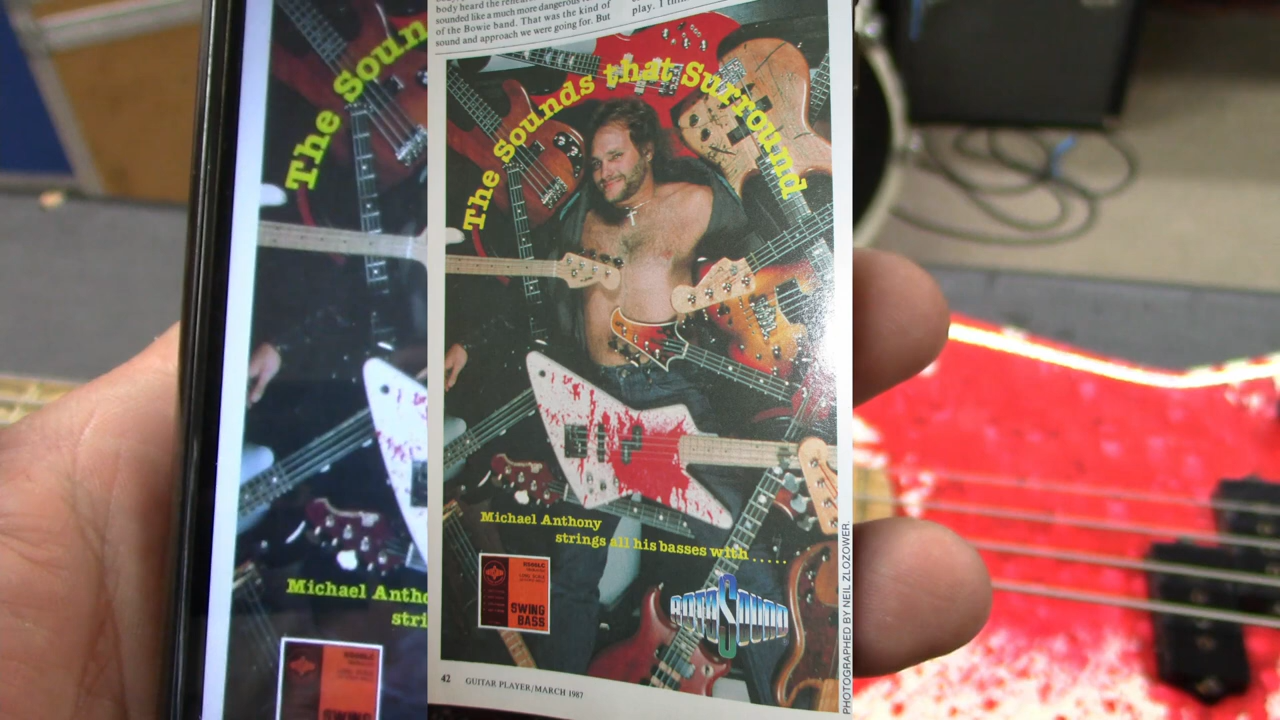 body heard the
sounded like a much more dangerous
of the Bowie band. That was the kind of
sound and approach we were going for. But
play. I
The Soun
The Sounds that Surround
Michael Anthony
strings all his basses with .....
Michael Antho
stri
SWING
BASS
SWING
ROTOSOUND
42 GUITAR PLAYER/MARCH 1987
PHOTOGRAPHED BY NEIL ZLOZOWER.